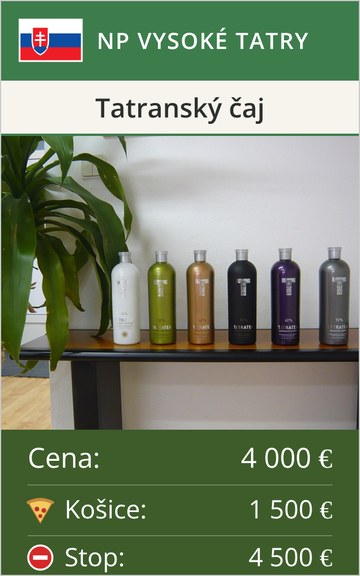 NP VYSOKÉ TATRY
Tatranský čaj
Cena: 4 000 €
Košice: 1 500 €
Stop: 4 500 €